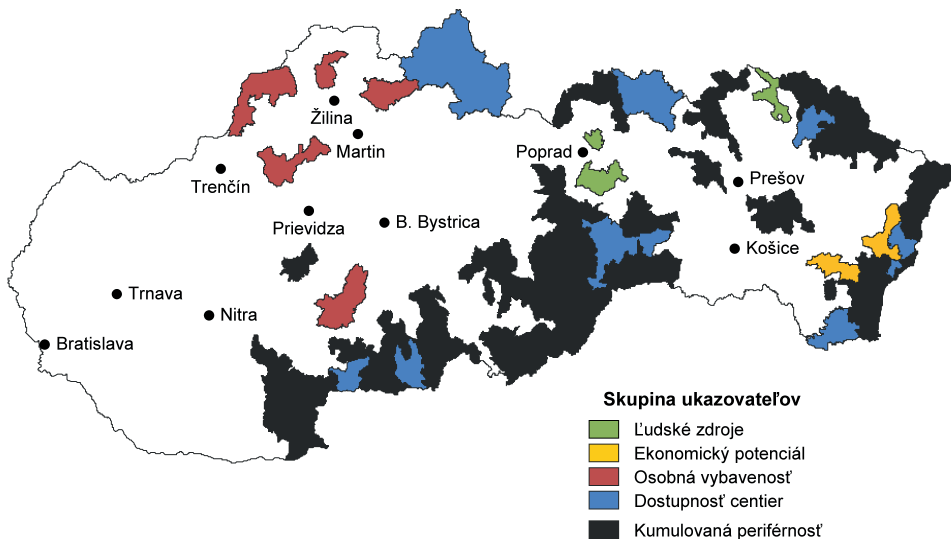 Žilina
Martin
Trenčín
Poprad
Prešov
Prievidza
B. Bystrica
Košice
Trnava
Nitra
Bratislava
Skupina ukazovateľov
Ľudské zdroje
Ekonomický potenciál
Osobná vybavenosť
Dostupnosť centier
Kumulovaná periférnosť